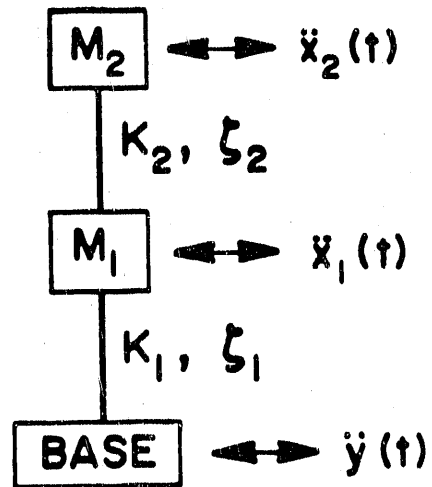 M₂ ẍ₂(t)
K₂, ζ₂
M₁ ẍ₁(t)
K₁, ζ₁
BASE ÿ(t)